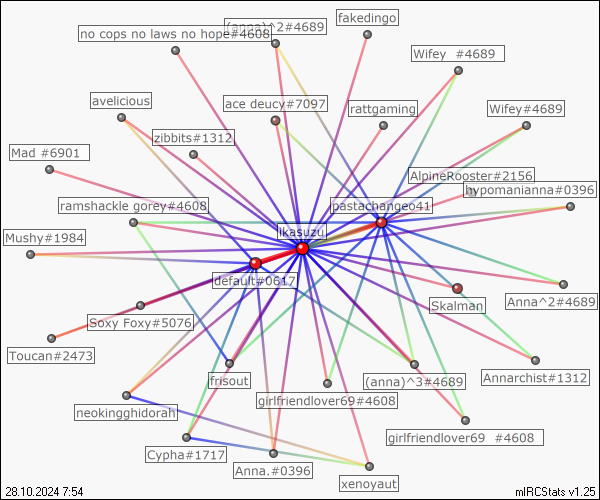 fakedingo
no cops no laws no hope#4608
(anna)^2#4689
Wifey  #4689
avelicious
ace deucy#7097
rattgaming
Wifey#4689
zibbits#1312
Mad #6901
AlpineRooster#2156
hypomanianna#0396
ramshackle gorey#4608
pastachangeo41
likasuzu
Mushy#1984
default#0617
Anna^2#4689
Skalman
Soxy Foxy#5076
Toucan#2473
frisout
(anna)^3#4689
Annarchist#1312
girlfriendlover69#4608
neokingghidorah
girlfriendlover69  #4608
Cypha#1717
Anna.#0396
xenoyaut
28.10.2024 7:54
mIRCStats v1.25